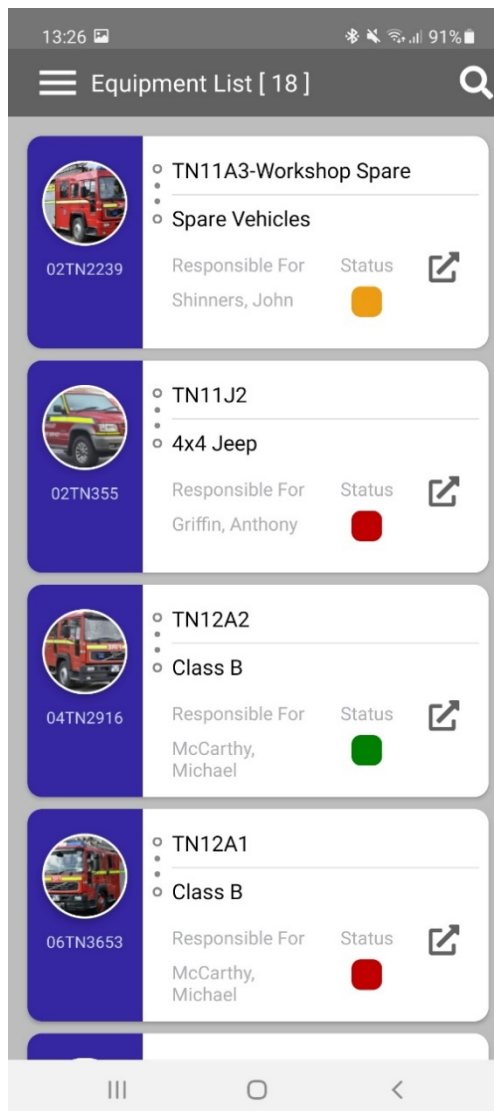 13:26
91%
Equipment List [ 18 ]
TN11A3-Workshop Spare
Spare Vehicles
02TN2239
Responsible For
Status
Shinners, John
TN11J2
4x4 Jeep
02TN355
Responsible For
Status
Griffin, Anthony
TN12A2
Class B
04TN2916
Responsible For
Status
McCarthy,
Michael
TN12A1
Class B
06TN3653
Responsible For
Status
McCarthy,
Michael